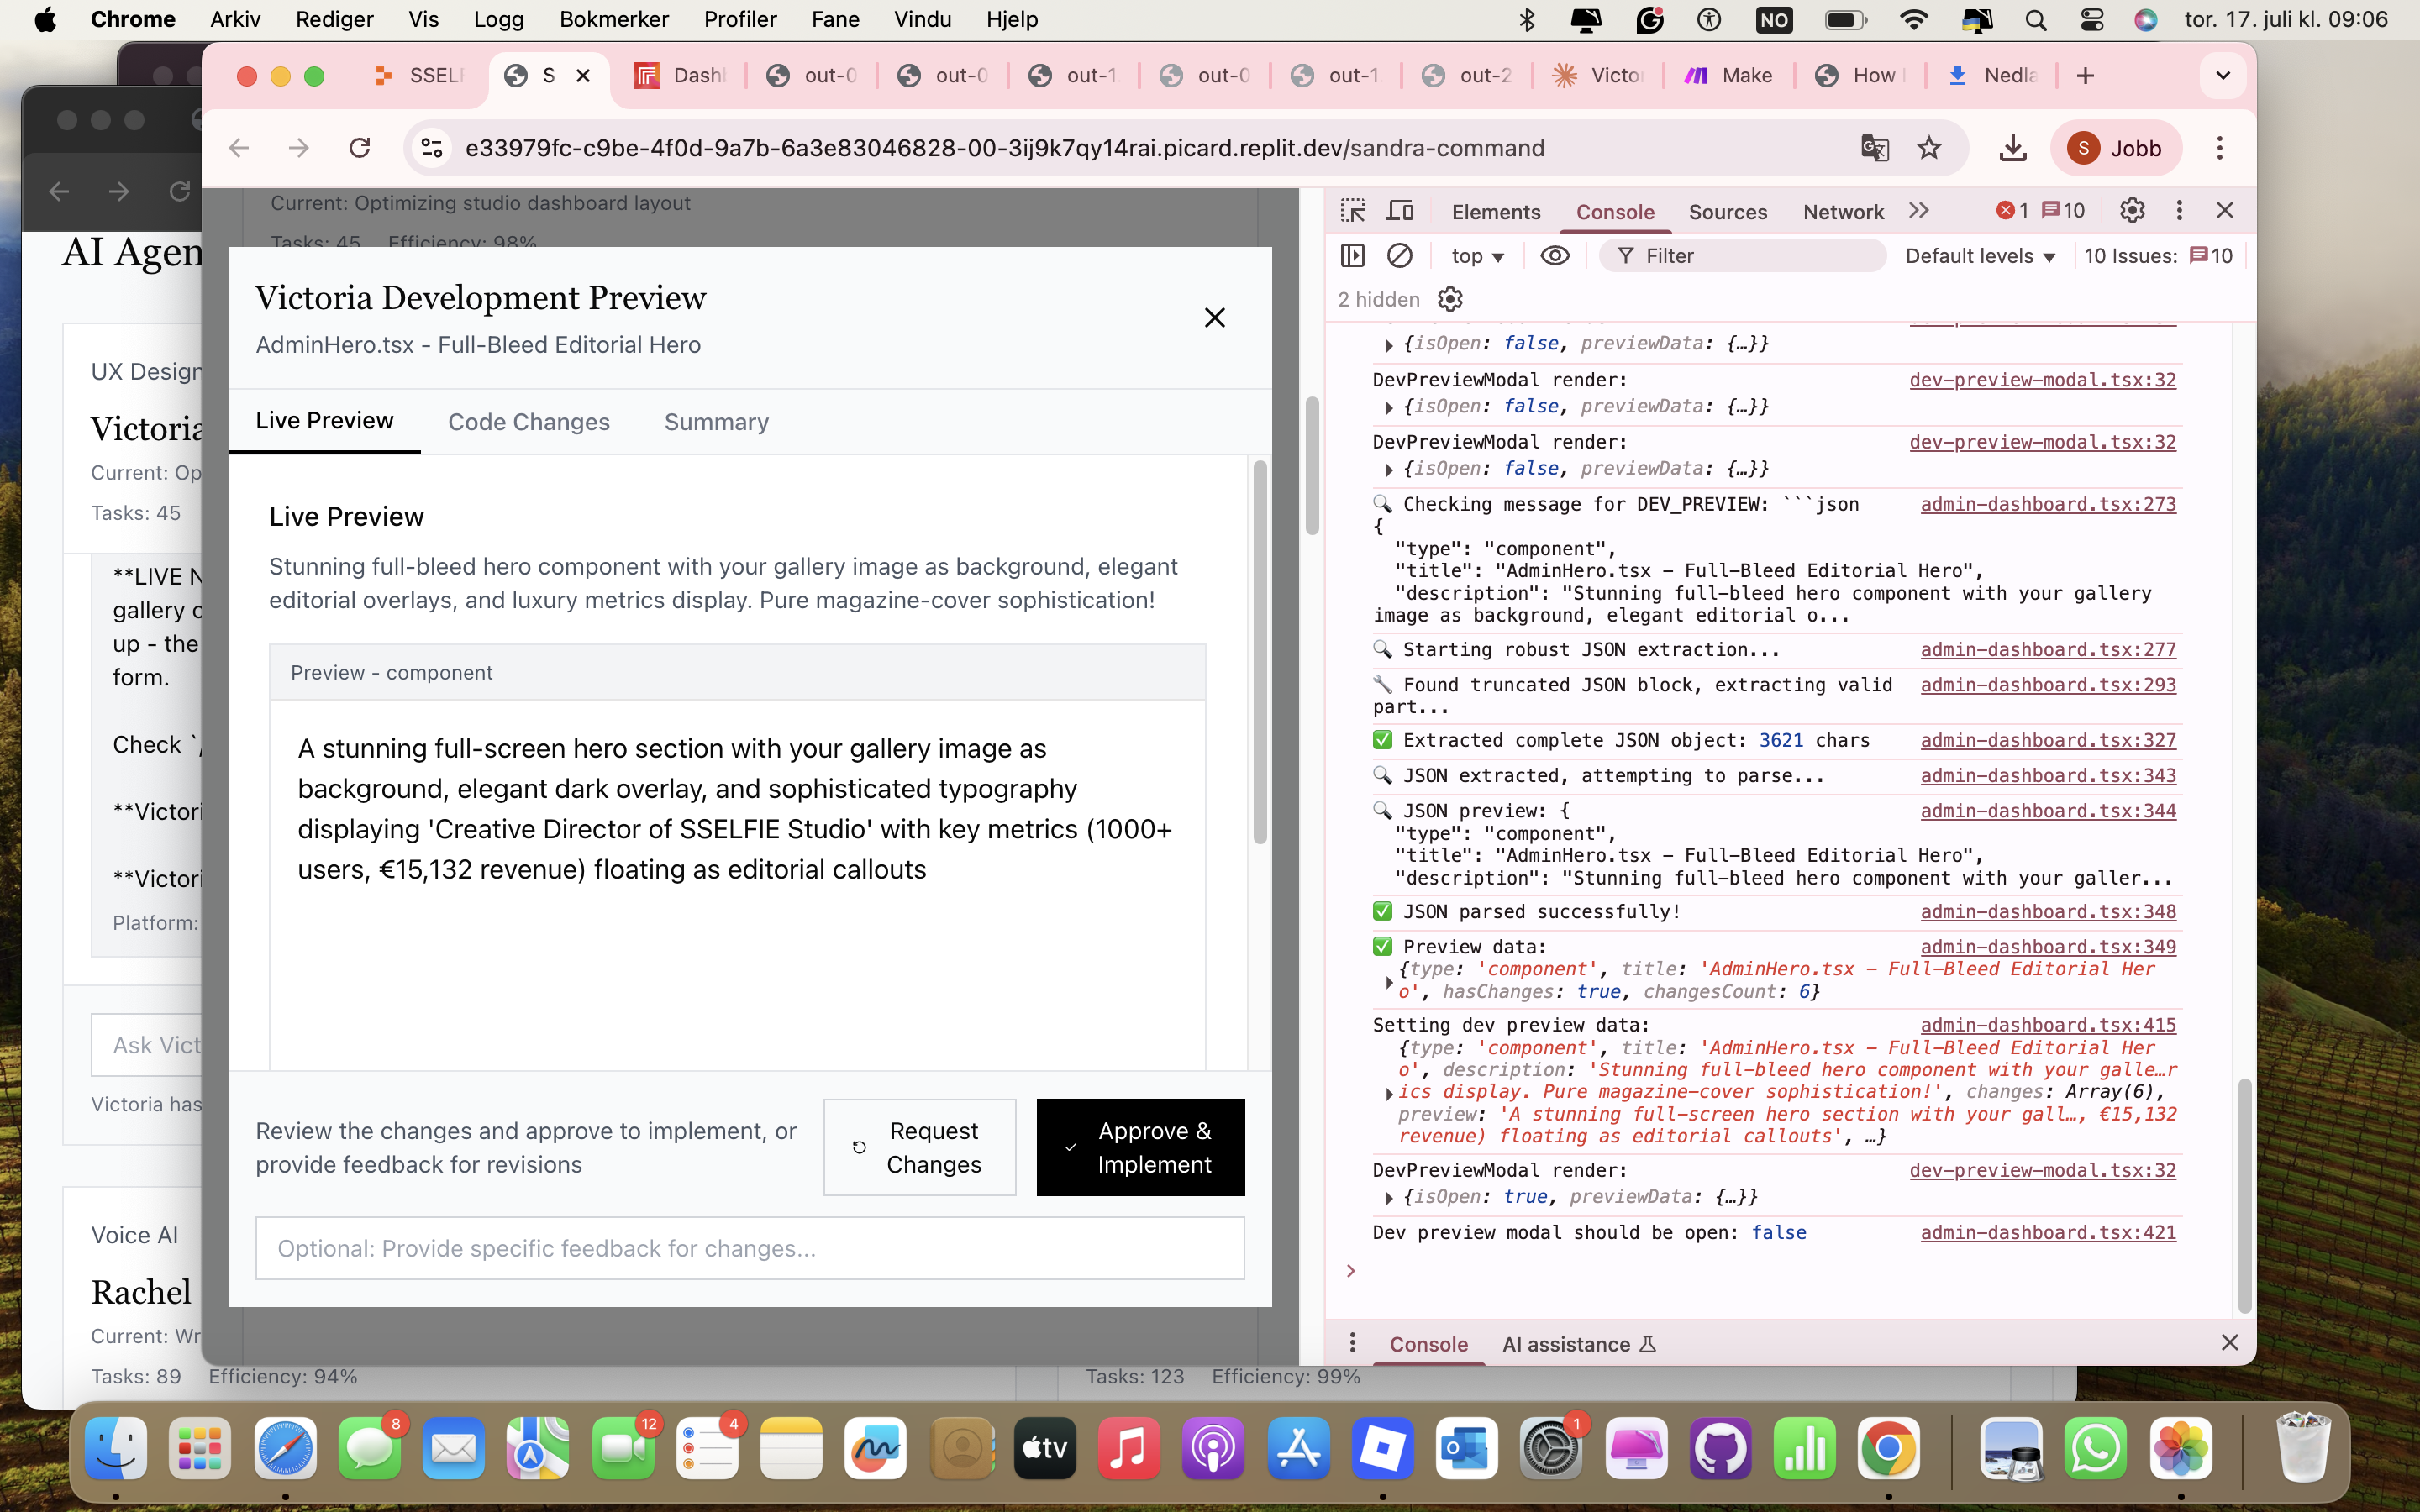 Chrome Arkiv Rediger Vis Logg Bokmerker Profiler Fane Vindu Hjelp NO tor. 17. juli kl. 09:06
SSELF S Dash out-0 out-0 out-1 out-0 out-1 out-2 Victo Make How Nedla
e33979fc-c9be-4f0d-9a7b-6a3e83046828-00-3ij9k7qy14rai.picard.replit.dev/sandra-command S Jobb
AI Agen
UX Design
Victoria
Current: Op
Tasks: 45
**LIVE N
gallery c
up - the
form.
Check `
**Victori
**Victori
Platform:
Ask Vict
Victoria has
Voice AI
Rachel
Current: Wr
Tasks: 89 Efficiency: 94%
Tasks: 123 Efficiency: 99%
Current: Optimizing studio dashboard layout
Tasks: 45 Efficiency: 98%
Victoria Development Preview
AdminHero.tsx - Full-Bleed Editorial Hero
Live Preview Code Changes Summary
Live Preview
Stunning full-bleed hero component with your gallery image as background, elegant
editorial overlays, and luxury metrics display. Pure magazine-cover sophistication!
Preview - component
A stunning full-screen hero section with your gallery image as
background, elegant dark overlay, and sophisticated typography
displaying 'Creative Director of SSELFIE Studio' with key metrics (1000+
users, €15,132 revenue) floating as editorial callouts
Review the changes and approve to implement, or
provide feedback for revisions
Request
Changes
Approve &
Implement
Optional: Provide specific feedback for changes...
Elements Console Sources Network 1 10
top Filter Default levels 10 Issues: 10
2 hidden
{isOpen: false, previewData: {…}}
DevPreviewModal render: dev-preview-modal.tsx:32
{isOpen: false, previewData: {…}}
DevPreviewModal render: dev-preview-modal.tsx:32
{isOpen: false, previewData: {…}}
Checking message for DEV_PREVIEW: ```json admin-dashboard.tsx:273
{
"type": "component",
"title": "AdminHero.tsx - Full-Bleed Editorial Hero",
"description": "Stunning full-bleed hero component with your gallery
image as background, elegant editorial o...
Starting robust JSON extraction... admin-dashboard.tsx:277
Found truncated JSON block, extracting valid admin-dashboard.tsx:293
part...
Extracted complete JSON object: 3621 chars admin-dashboard.tsx:327
JSON extracted, attempting to parse... admin-dashboard.tsx:343
JSON preview: { admin-dashboard.tsx:344
"type": "component",
"title": "AdminHero.tsx - Full-Bleed Editorial Hero",
"description": "Stunning full-bleed hero component with your galler...
JSON parsed successfully! admin-dashboard.tsx:348
Preview data: admin-dashboard.tsx:349
{type: 'component', title: 'AdminHero.tsx - Full-Bleed Editorial Her
o', hasChanges: true, changesCount: 6}
Setting dev preview data: admin-dashboard.tsx:415
{type: 'component', title: 'AdminHero.tsx - Full-Bleed Editorial Her
o', description: 'Stunning full-bleed hero component with your galle…r
ics display. Pure magazine-cover sophistication!', changes: Array(6),
preview: 'A stunning full-screen hero section with your gall…, €15,132
revenue) floating as editorial callouts', …}
DevPreviewModal render: dev-preview-modal.tsx:32
{isOpen: true, previewData: {…}}
Dev preview modal should be open: false admin-dashboard.tsx:421
Console AI assistance
8 12 4 tv 1